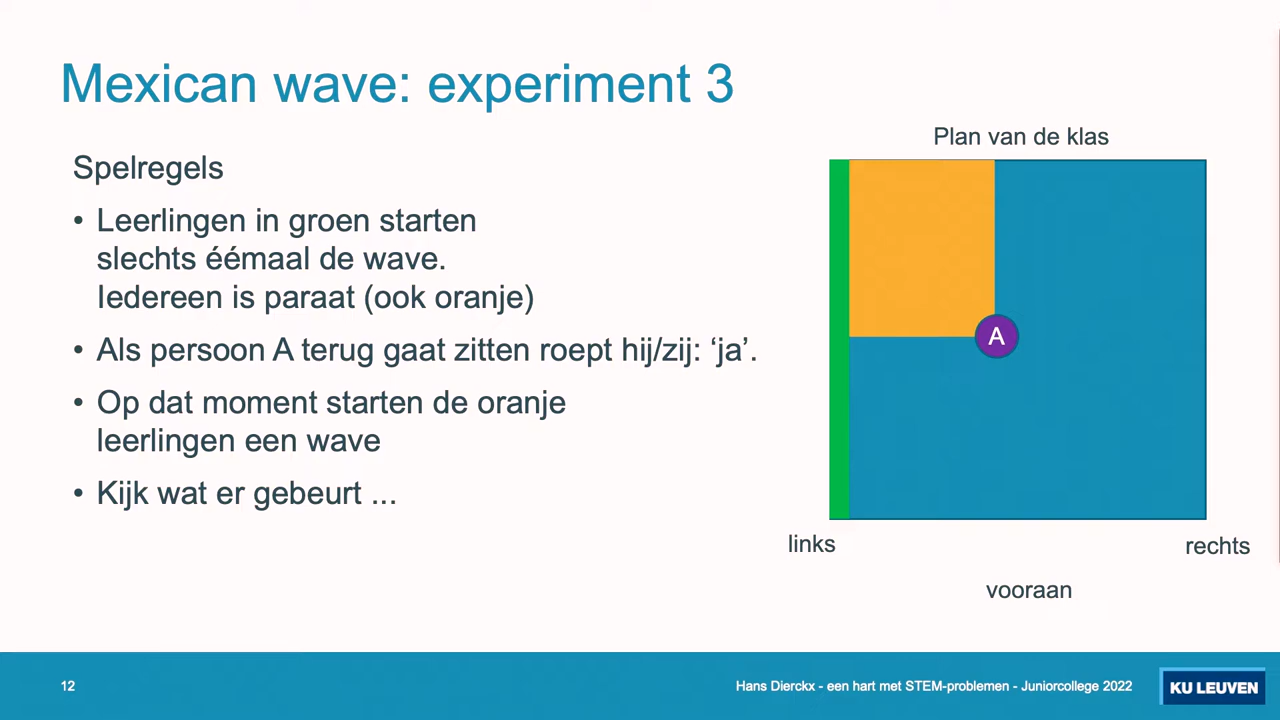 Mexican wave: experiment 3
Spelregels
• Leerlingen in groen starten
slechts éémaal de wave.
Iedereen is paraat (ook oranje)
• Als persoon A terug gaat zitten roept hij/zij: ‘ja’.
• Op dat moment starten de oranje
leerlingen een wave
• Kijk wat er gebeurt ...
Plan van de klas
A
links
rechts
vooraan
12
Hans Dierckx - een hart met STEM-problemen - Juniorcollege 2022
KU LEUVEN